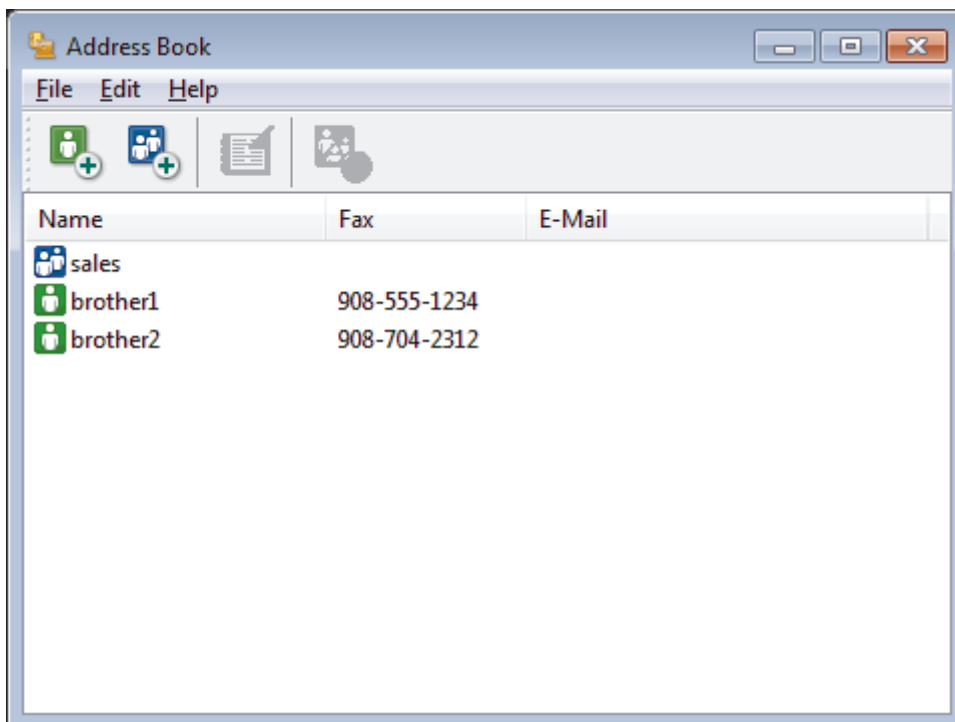 Address Book
File Edit Help
Name Fax E-Mail
sales
brother1 908-555-1234
brother2 908-704-2312